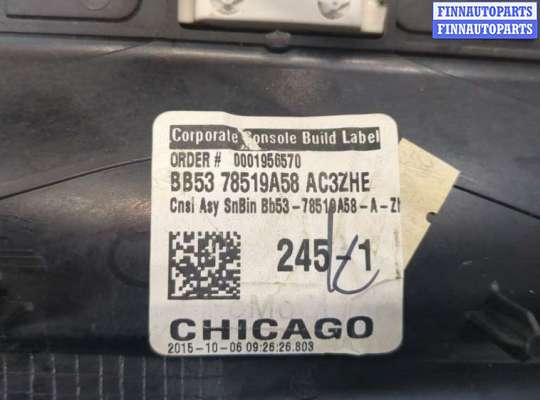 FINNAUTOPARTS
FINNAUTOPARTS
Corporate Console Build Label
ORDER # 0001956570
BB53 78519A58 AC3ZHE
Cnsl Asy SnBin Bb53-78519A58-A-Zh
245-1
CHICAGO
2015-10-06 09:26:26.803